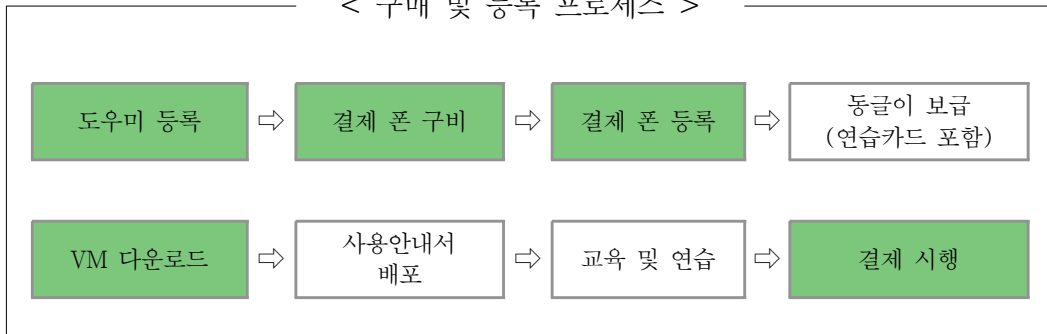 < 구매 및 등록 프로세스 >
도우미 등록 ⇨ 결제 폰 구비 ⇨ 결제 폰 등록 ⇨ 동글이 보급
(연습카드 포함)
VM 다운로드 ⇨ 사용안내서
배포 ⇨ 교육 및 연습 ⇨ 결제 시행